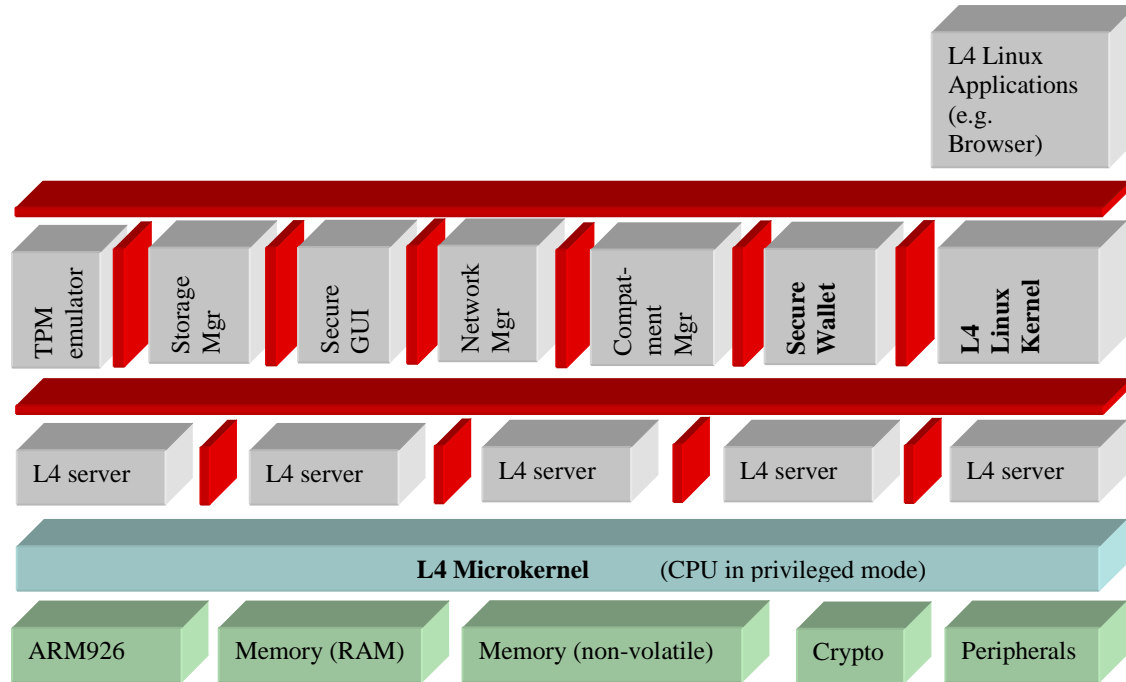 L4 Linux
Applications
(e.g.
Browser)
TPM
emulator
Storage
Mgr
Secure
GUI
Network
Mgr
Compat-
ment
Mgr
Secure
Wallet
L4
Linux
Kernel
L4 server
L4 server
L4 server
L4 server
L4 server
L4 Microkernel (CPU in privileged mode)
ARM926
Memory (RAM)
Memory (non-volatile)
Crypto
Peripherals